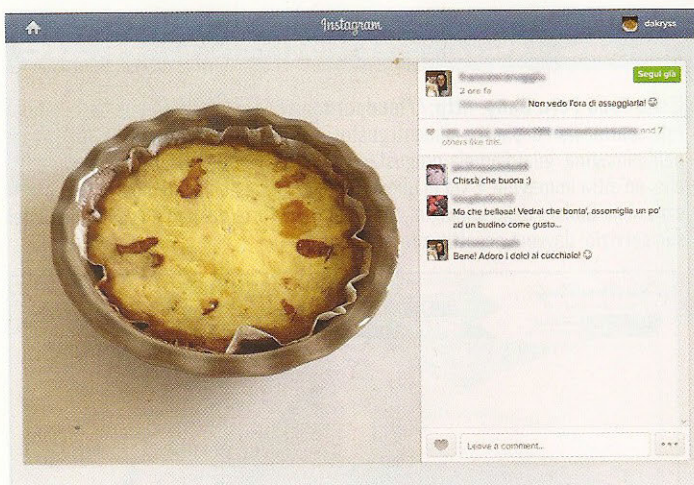 Instagram
dakryss
Segui già
2 ore fa
Non vedo l'ora di assaggiarla!
and 7
others like this.
Chissà che buona :)
Ma che bellaaa! Vedrai che bonta', assomiglia un po'
ad un budino come gusto...
Bene! Adoro i dolci al cucchiaio!
Leave a comment...